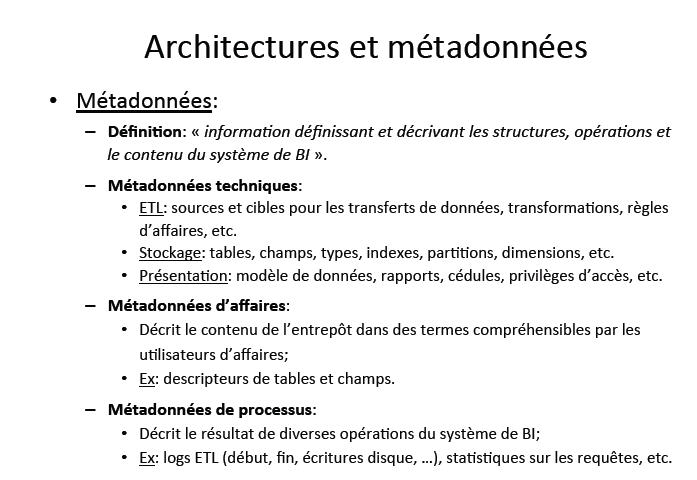 Architectures et métadonnées
• Métadonnées:
– Définition: « information définissant et décrivant les structures, opérations et
le contenu du système de BI ».
– Métadonnées techniques:
• ETL: sources et cibles pour les transferts de données, transformations, règles
d’affaires, etc.
• Stockage: tables, champs, types, indexes, partitions, dimensions, etc.
• Présentation: modèle de données, rapports, cédules, privilèges d’accès, etc.
– Métadonnées d’affaires:
• Décrit le contenu de l’entrepôt dans des termes compréhensibles par les
utilisateurs d’affaires;
• Ex: descripteurs de tables et champs.
– Métadonnées de processus:
• Décrit le résultat de diverses opérations du système de BI;
• Ex: logs ETL (début, fin, écritures disque, …), statistiques sur les requêtes, etc.